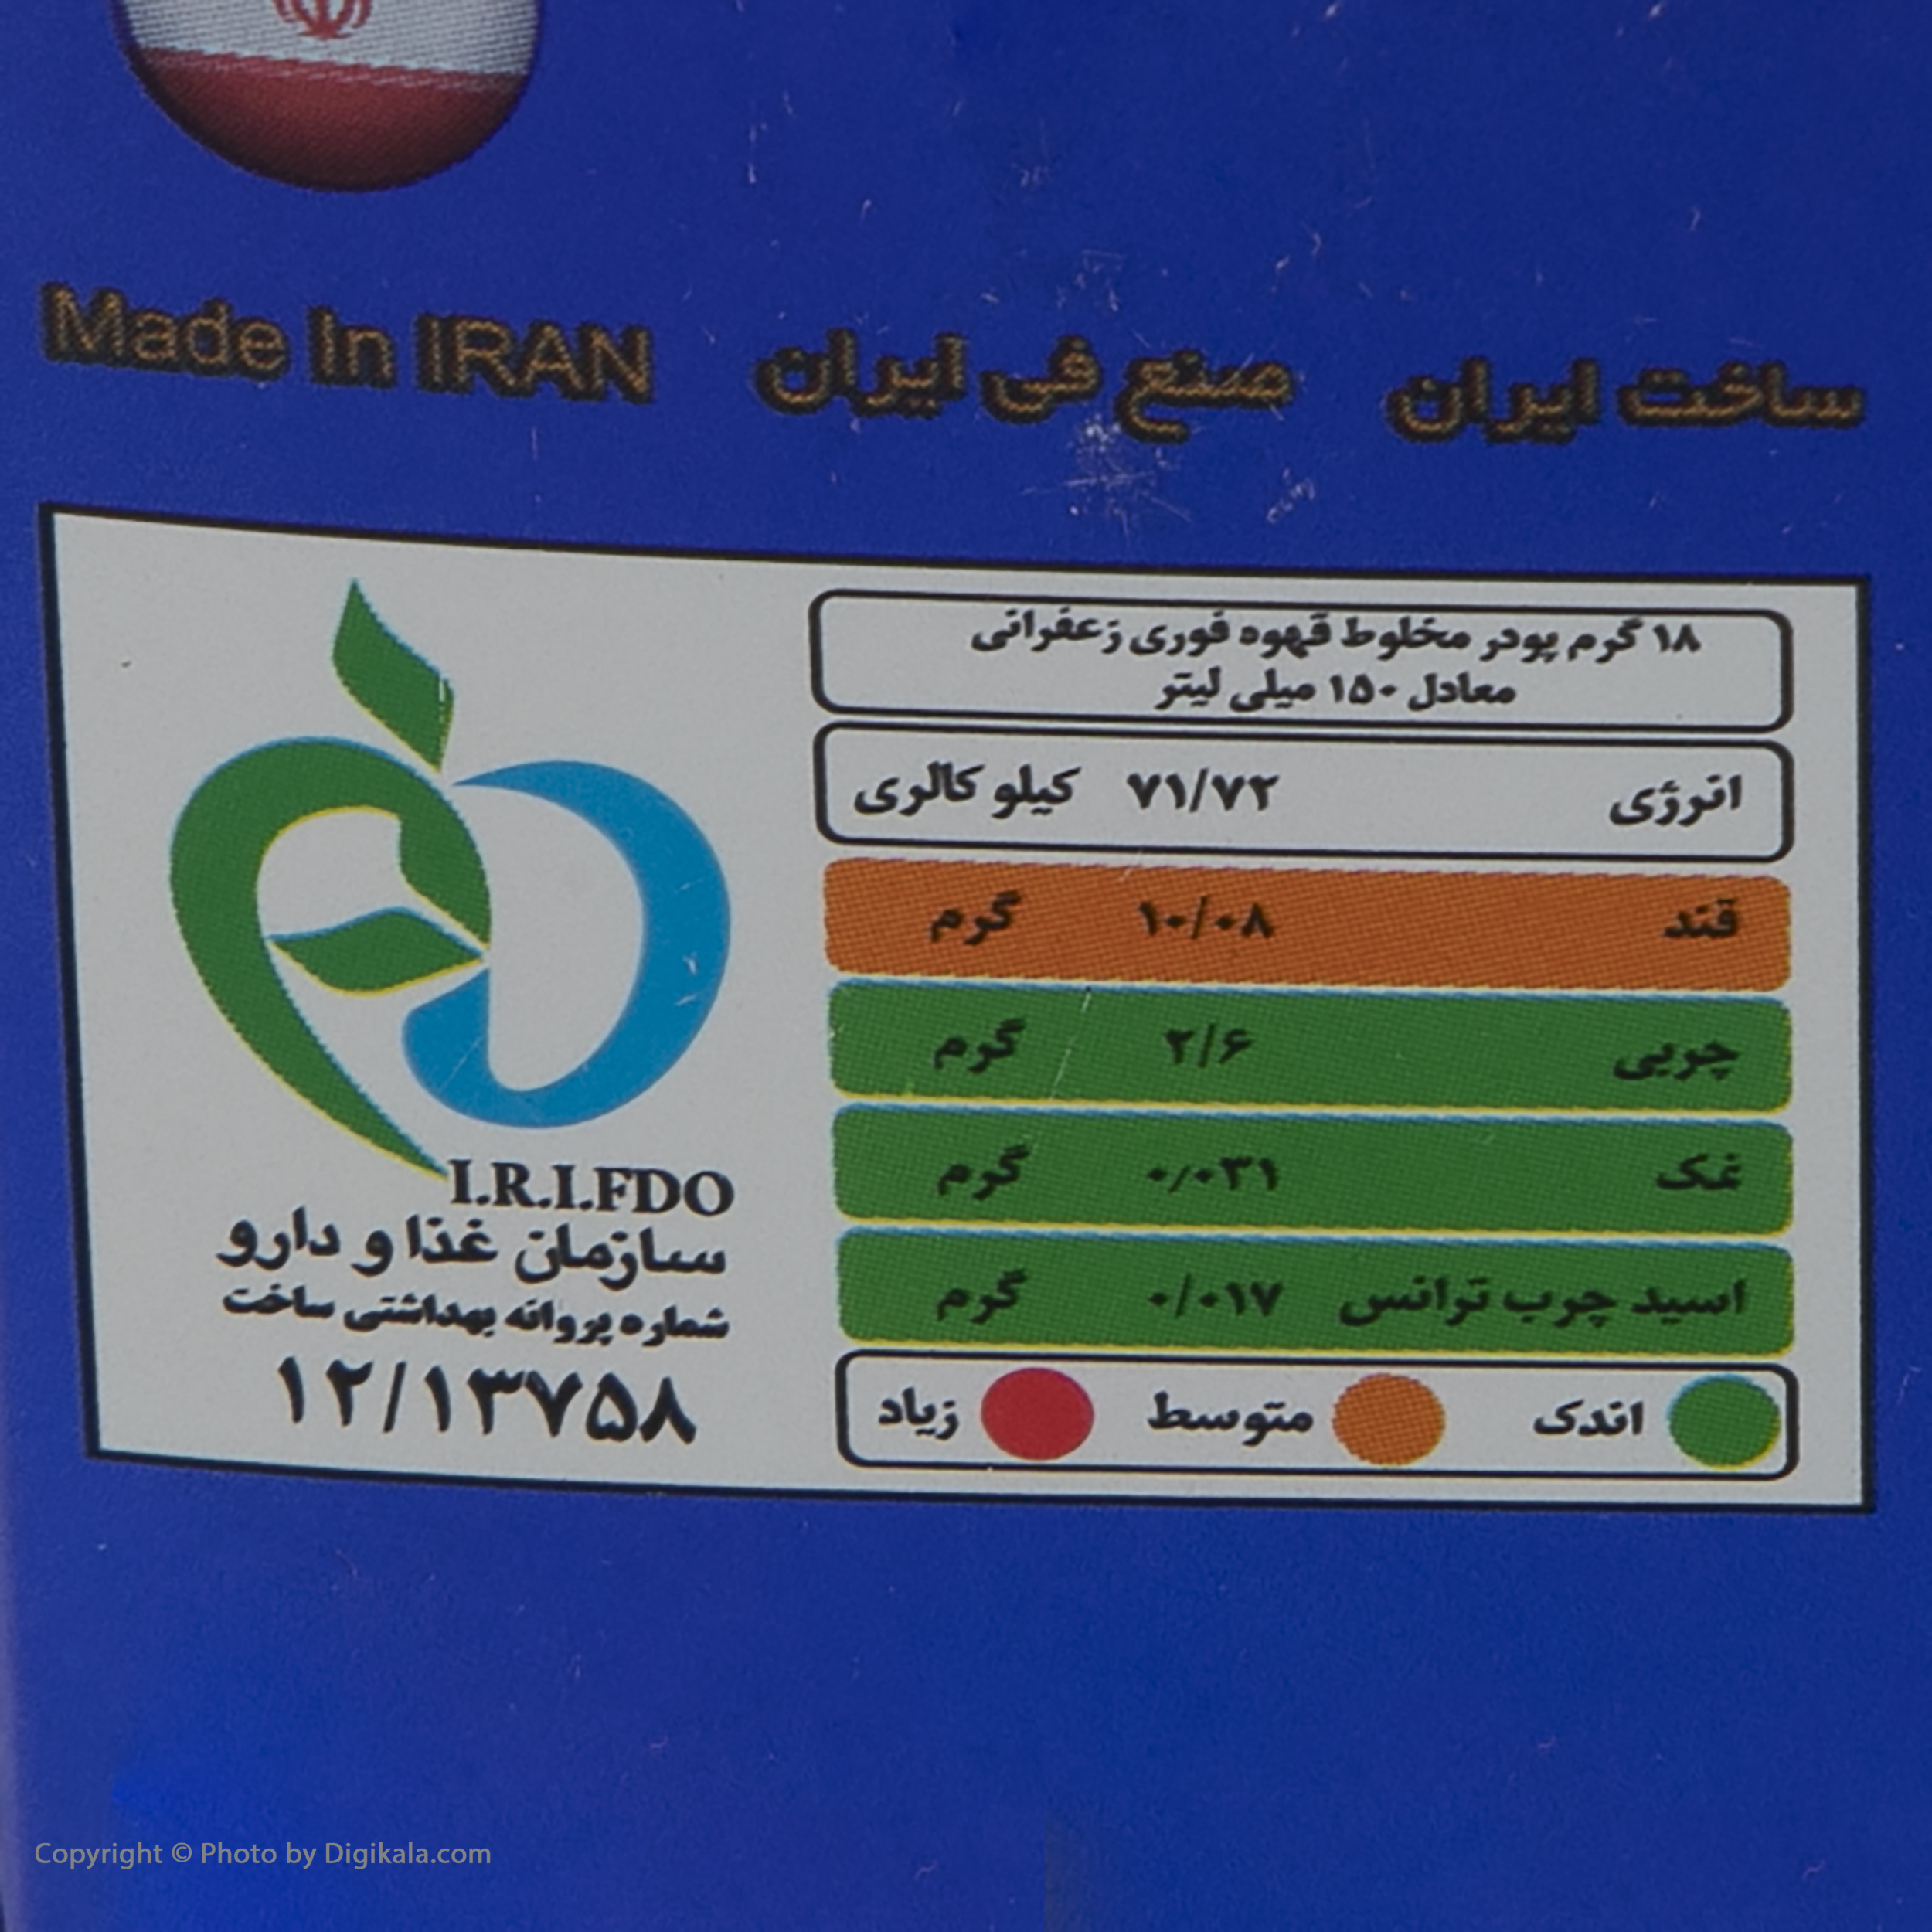 Made In IRAN صنع في ايران ساخت ایران
۱۸ گرم پودر مخلوط قهوه فوری زعفرانی
معادل ۱۵۰ میلی لیتر
انرژی ۷۱/۷۲ کیلو کالری
قند ۱۰/۰۸ گرم
چربی ۲/۶ گرم
نمک ۰/۰۳۱ گرم
اسید چرب ترانس ۰/۰۱۷ گرم
اندک متوسط زیاد
I.R.I.FDO
سازمان غذا و دارو
شماره پروانه بهداشتی ساخت
۱۲/۱۳۷۵۸
Copyright © Photo by Digikala.com